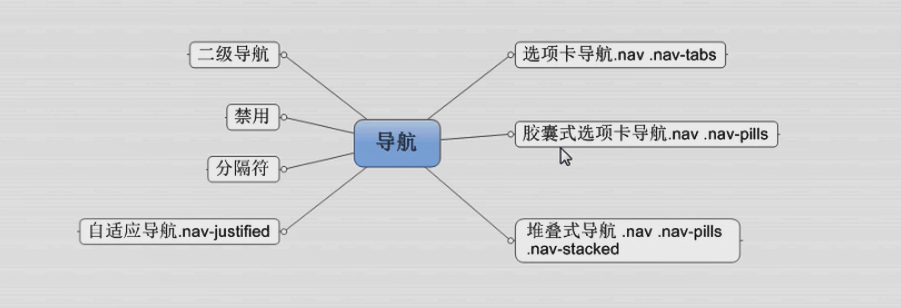 二级导航
选项卡导航.nav .nav-tabs
禁用
胶囊式选项卡导航.nav .nav-pills
导航
分隔符
自适应导航.nav-justified
堆叠式导航 .nav .nav-pills
.nav-stacked